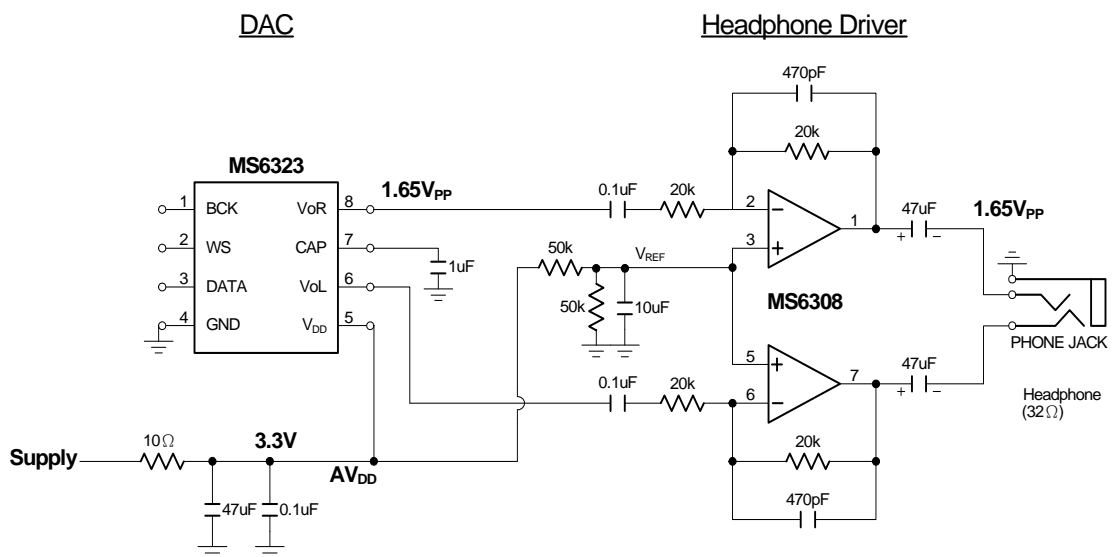 DAC
Headphone Driver
470pF
20k
MS6323
1.65VPP
0.1uF
20k
1 BCK VoR 8
2 WS CAP 7
3 DATA VoL 6
4 GND VDD 5
1uF
2
3
1
47uF
1.65VPP
+ −
50k
VREF
50k
10uF
MS6308
PHONE JACK
5
6
7
47uF
+ −
0.1uF
20k
Headphone
(32Ω)
Supply
10Ω
3.3V
AVDD
47uF
0.1uF
20k
470pF